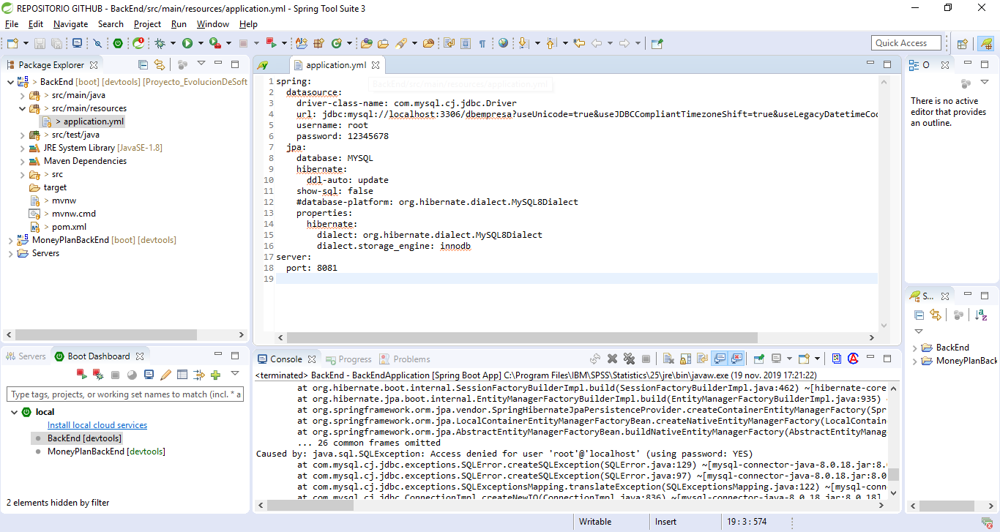 REPOSITORIO GITHUB - BackEnd/src/main/resources/application.yml - Spring Tool Suite 3
File Edit Navigate Search Project Run Window Help
Quick Access
Package Explorer
> BackEnd [boot] [devtools] [Proyecto_EvolucionDeSoft
> src/main/java
> src/main/resources
> application.yml
> src/test/java
JRE System Library [JavaSE-1.8]
Maven Dependencies
> src
target
> mvnw
> mvnw.cmd
> pom.xml
MoneyPlanBackEnd [boot] [devtools]
Servers
application.yml
BackEnd/src/main/resources/application.yml
1 spring:
2 datasource:
3 driver-class-name: com.mysql.cj.jdbc.Driver
4 url: jdbc:mysql://localhost:3306/dbempresa?useUnicode=true&useJDBCCompliantTimezoneShift=true&useLegacyDatetimeCod
5 username: root
6 password: 12345678
7 jpa:
8 database: MYSQL
9 hibernate:
10 ddl-auto: update
11 show-sql: false
12 #database-platform: org.hibernate.dialect.MySQL8Dialect
13 properties:
14 hibernate:
15 dialect: org.hibernate.dialect.MySQL8Dialect
16 dialect.storage_engine: innodb
17 server:
18 port: 8081
19
O
There is no active
editor that provides
an outline.
S...
BackEnd
MoneyPlanBack
Servers Boot Dashboard
Type tags, projects, or working set names to match (incl. * a
local
Install local cloud services
BackEnd [devtools]
MoneyPlanBackEnd [devtools]
2 elements hidden by filter
Console Progress Problems
<terminated> BackEnd - BackEndApplication [Spring Boot App] C:\Program Files\IBM\SPSS\Statistics\25\jre\bin\javaw.exe (19 nov. 2019 17:21:22)
at org.hibernate.boot.internal.SessionFactoryBuilderImpl.build(SessionFactoryBuilderImpl.java:462) ~[hibernate-core
at org.hibernate.jpa.boot.internal.EntityManagerFactoryBuilderImpl.build(EntityManagerFactoryBuilderImpl.java:935) ~
at org.springframework.orm.jpa.vendor.SpringHibernateJpaPersistenceProvider.createContainerEntityManagerFactory(Spr
at org.springframework.orm.jpa.LocalContainerEntityManagerFactoryBean.createNativeEntityManagerFactory(LocalContain
at org.springframework.orm.jpa.AbstractEntityManagerFactoryBean.buildNativeEntityManagerFactory(AbstractEntityManag
... 26 common frames omitted
Caused by: java.sql.SQLException: Access denied for user 'root'@'localhost' (using password: YES)
at com.mysql.cj.jdbc.exceptions.SQLError.createSQLException(SQLError.java:129) ~[mysql-connector-java-8.0.18.jar:8.0
at com.mysql.cj.jdbc.exceptions.SQLError.createSQLException(SQLError.java:97) ~[mysql-connector-java-8.0.18.jar:8.0
at com.mysql.cj.jdbc.exceptions.SQLExceptionsMapping.translateException(SQLExceptionsMapping.java:122) ~[mysql-conn
at com.mysql.cj.jdbc.ConnectionImpl.createNewIO(ConnectionImpl.java:836) ~[mysql-connector-java-8.0.18.jar:8.0.18]
Writable Insert 19 : 3 : 574